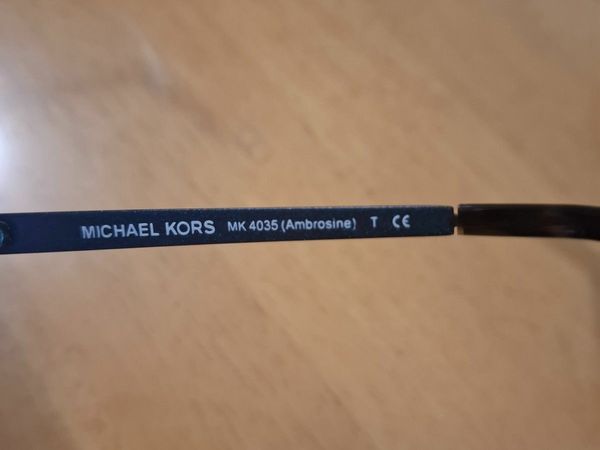 MICHAEL KORS MK 4035 (Ambrosine) T CE